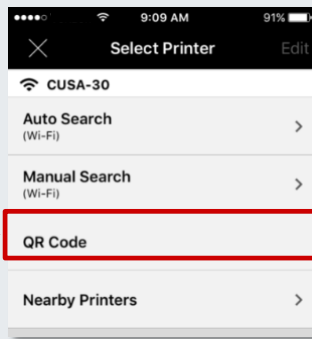 9:09 AM
91%
Select Printer
Edit
CUSA-30
Auto Search
(Wi-Fi)
Manual Search
(Wi-Fi)
QR Code
Nearby Printers